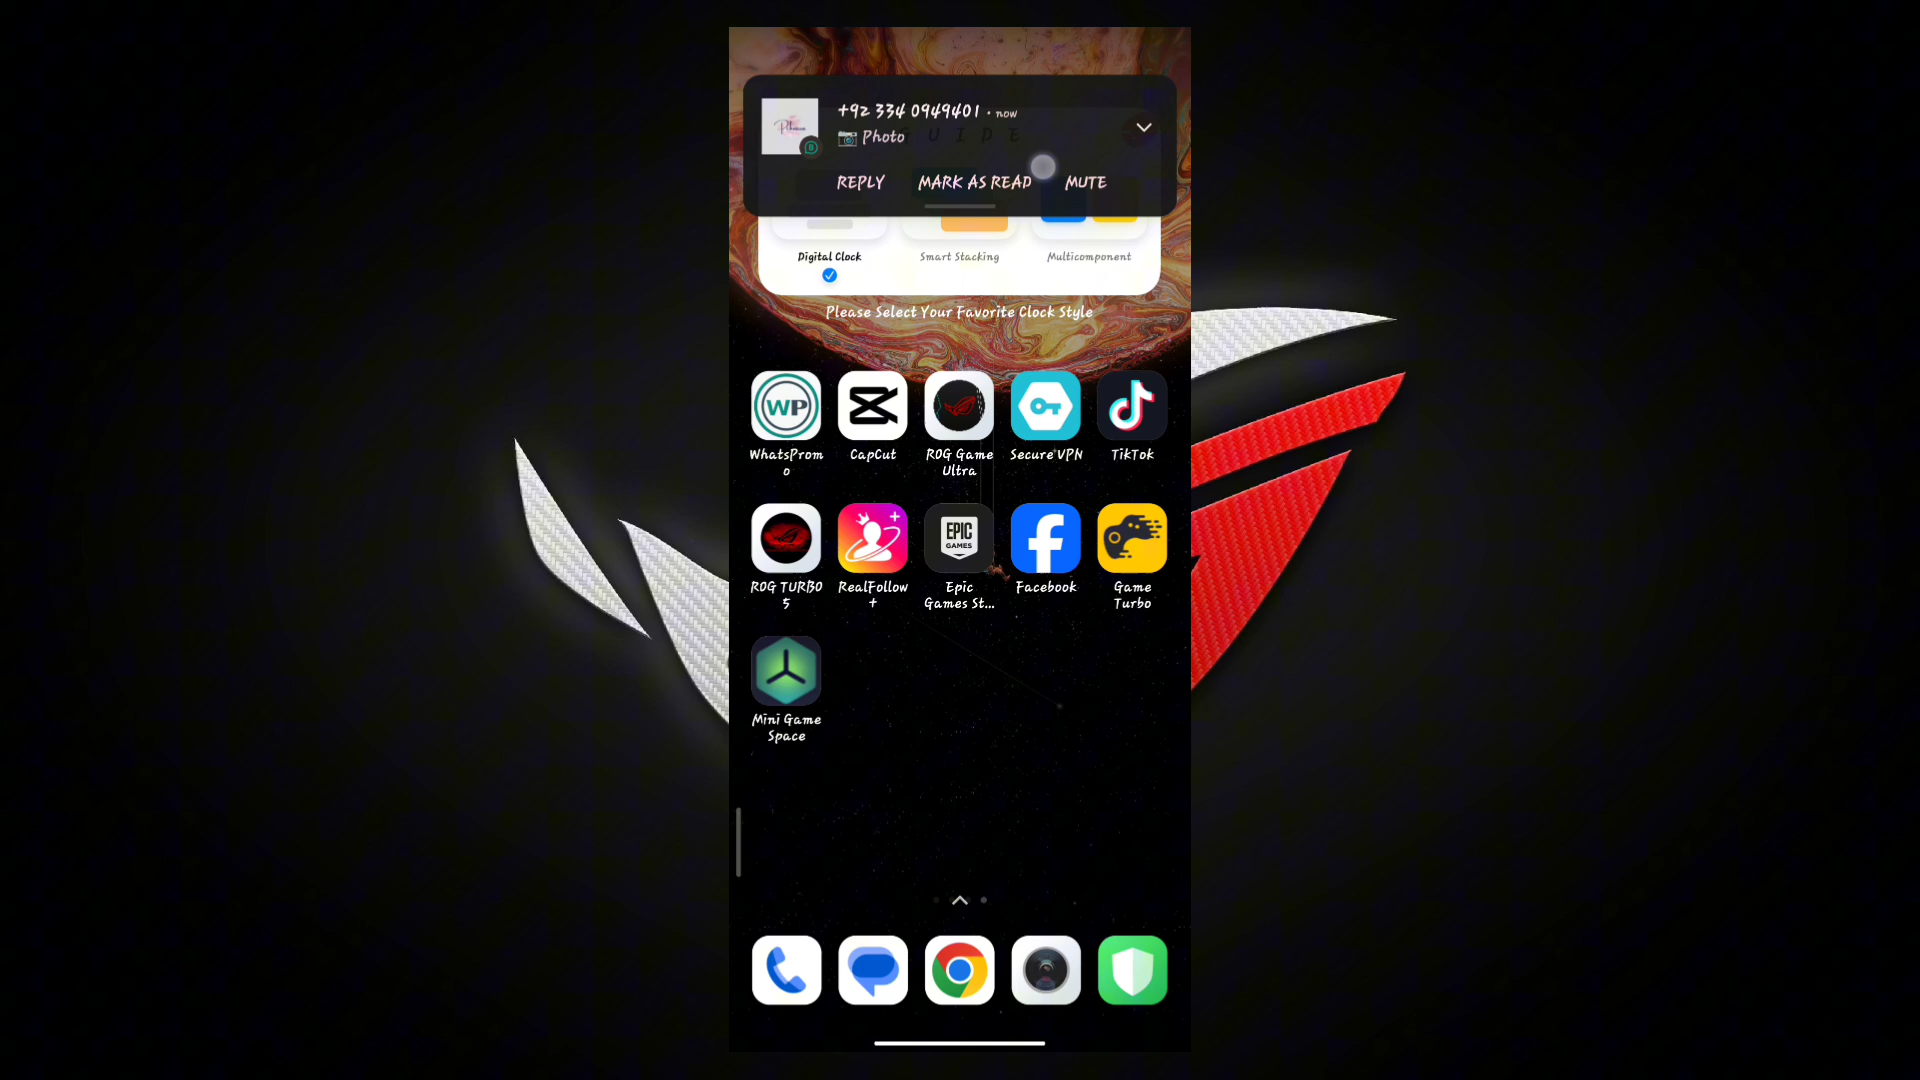 +92 334 0949401 • now
📷 Photo
G U I D E
REPLY MARK AS READ MUTE
Digital Clock Smart Stacking Multicomponent
Please Select Your Favorite Clock Style
WP
WhatsProm
o
CapCut
ROG Game
Ultra
Secure VPN
TikTok
ROG TURBO
5
RealFollow
+
EPIC
GAMES
Epic
Games St...
Facebook
Game
Turbo
Mini Game
Space